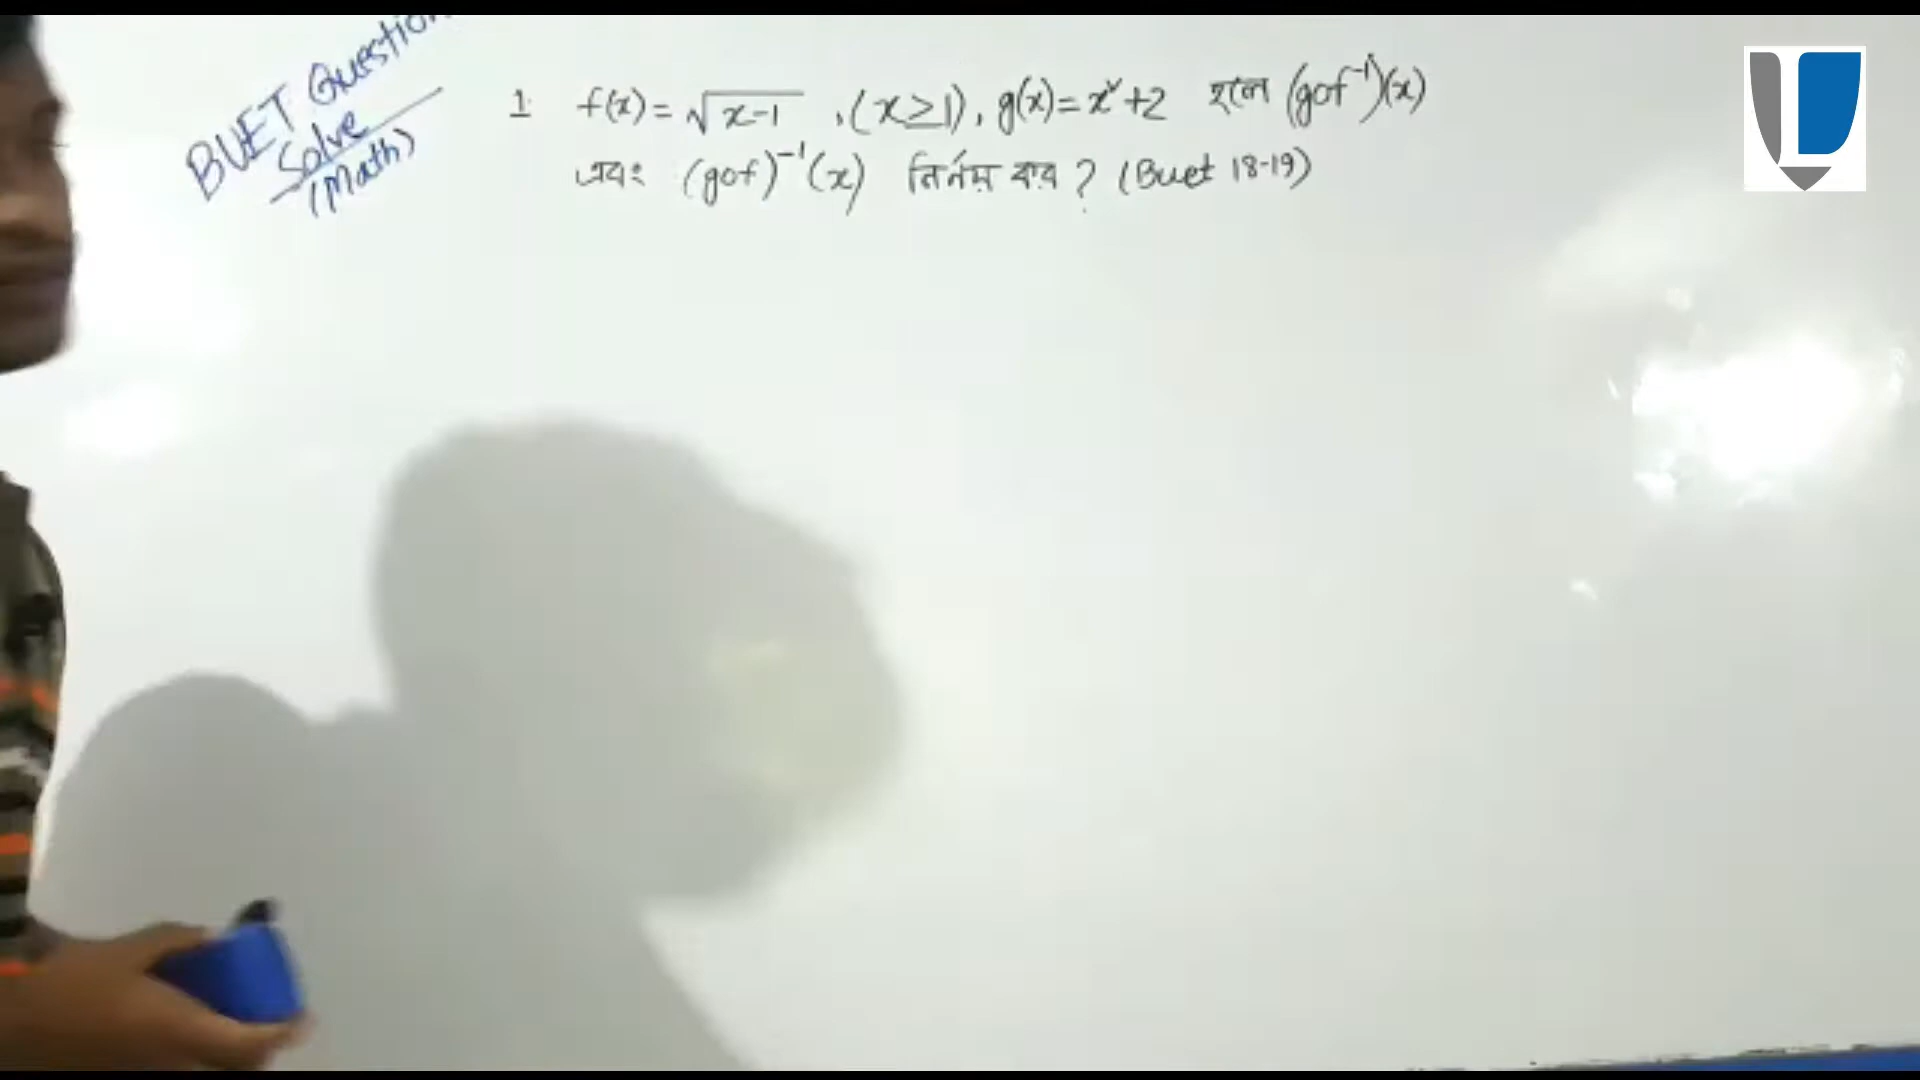 BUET Question
Solve
(Math)
1. f(x) = √(x-1) , (x≥1), g(x) = x² + 2 হলে (gof⁻¹)(x)
এবং (gof)⁻¹(x) নির্নয় কর ? (Buet 18-19)